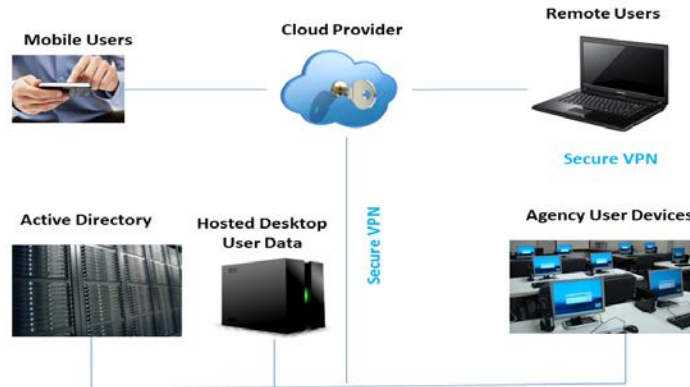 Mobile Users
Cloud Provider
Remote Users
Secure VPN
Active Directory
Hosted Desktop
User Data
Secure VPN
Agency User Devices